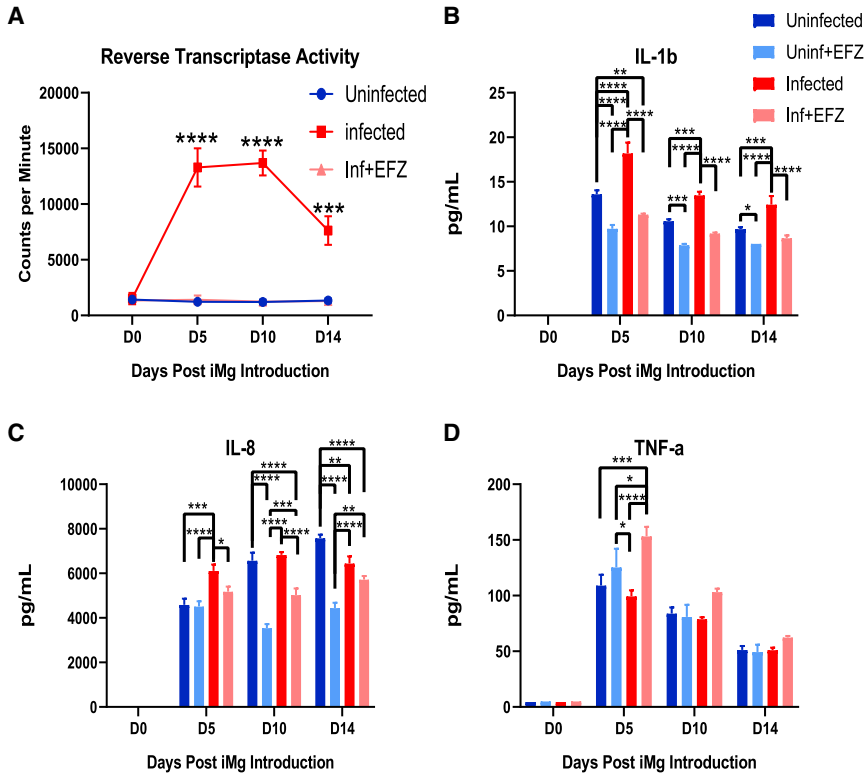 A
Reverse Transcriptase Activity
Uninfected
infected
Inf+EFZ
Counts per Minute
20000
15000
10000
5000
0
****
****
***
D0 D5 D10 D14
Days Post iMg Introduction
B
IL-1b
Uninfected
Uninf+EFZ
Infected
Inf+EFZ
pg/mL
25
20
15
10
5
0
**
****
****
**** ****
***
**** ****
***
***
**** ****
*
D0 D5 D10 D14
Days Post iMg Introduction
C
IL-8
pg/mL
10000
8000
6000
4000
2000
0
***
**** *
****
****
***
**** ****
****
**
****
**
****
D0 D5 D10 D14
Days Post iMg Introduction
D
TNF-a
pg/mL
200
150
100
50
0
***
*
****
*
D0 D5 D10 D14
Days Post iMg Introduction